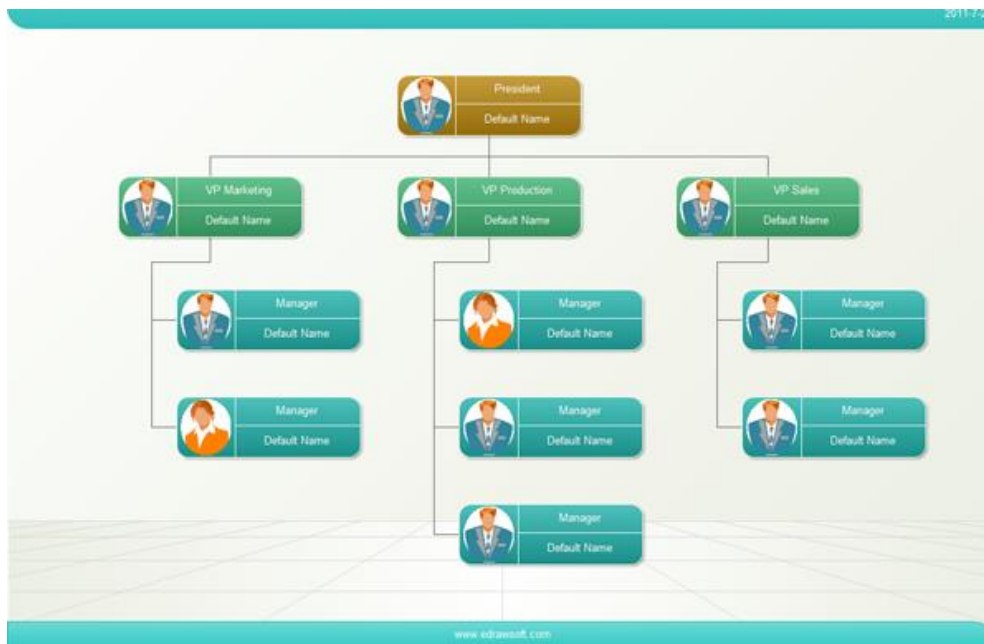 President
Default Name
VP Marketing
Default Name
VP Production
Default Name
VP Sales
Default Name
Manager
Default Name
Manager
Default Name
Manager
Default Name
Manager
Default Name
Manager
Default Name
Manager
Default Name
Manager
Default Name
www.edrawsoft.com